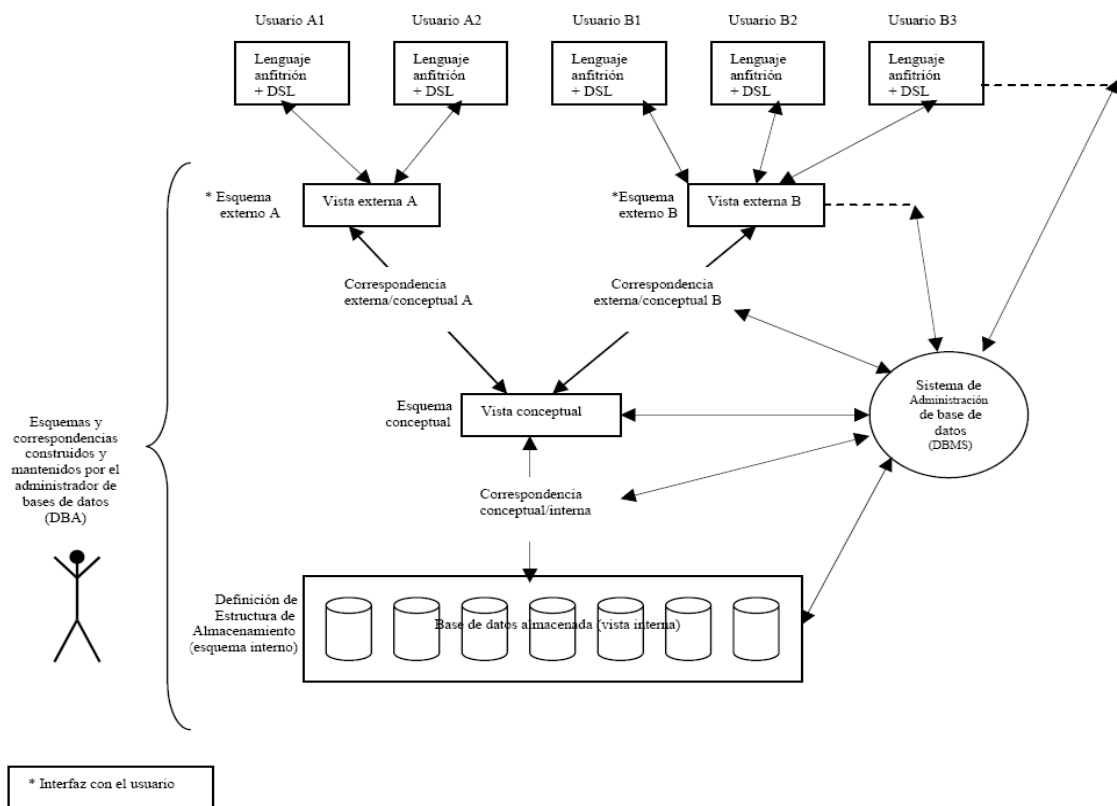 Usuario A1
Usuario A2
Usuario B1
Usuario B2
Usuario B3
Lenguaje
anfitrión
+ DSL
Lenguaje
anfitrión
+ DSL
Lenguaje
anfitrión
+ DSL
Lenguaje
anfitrión
+ DSL
Lenguaje
anfitrión
+ DSL
* Esquema
externo A
Vista externa A
*Esquema
externo B
Vista externa B
Correspondencia
externa/conceptual A
Correspondencia
externa/conceptual B
Esquema
conceptual
Vista conceptual
Sistema de
Administración
de base de
datos
(DBMS)
Esquemas y
correspondencias
construidos y
mantenidos por el
administrador de
bases de datos
(DBA)
Correspondencia
conceptual/interna
Definición de
Estructura de
Almacenamiento
(esquema interno)
Base de datos almacenada (vista interna)
* Interfaz con el usuario